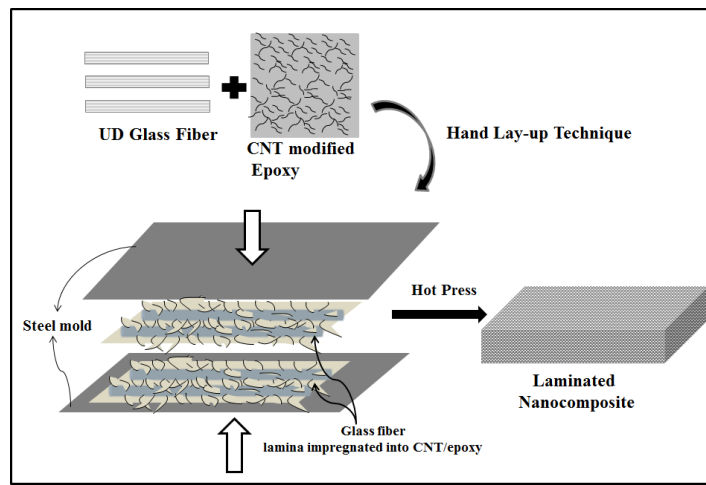 UD Glass Fiber
CNT modified
Epoxy
Hand Lay-up Technique
Hot Press
Steel mold
Laminated
Nanocomposite
Glass fiber
lamina impregnated into CNT/epoxy